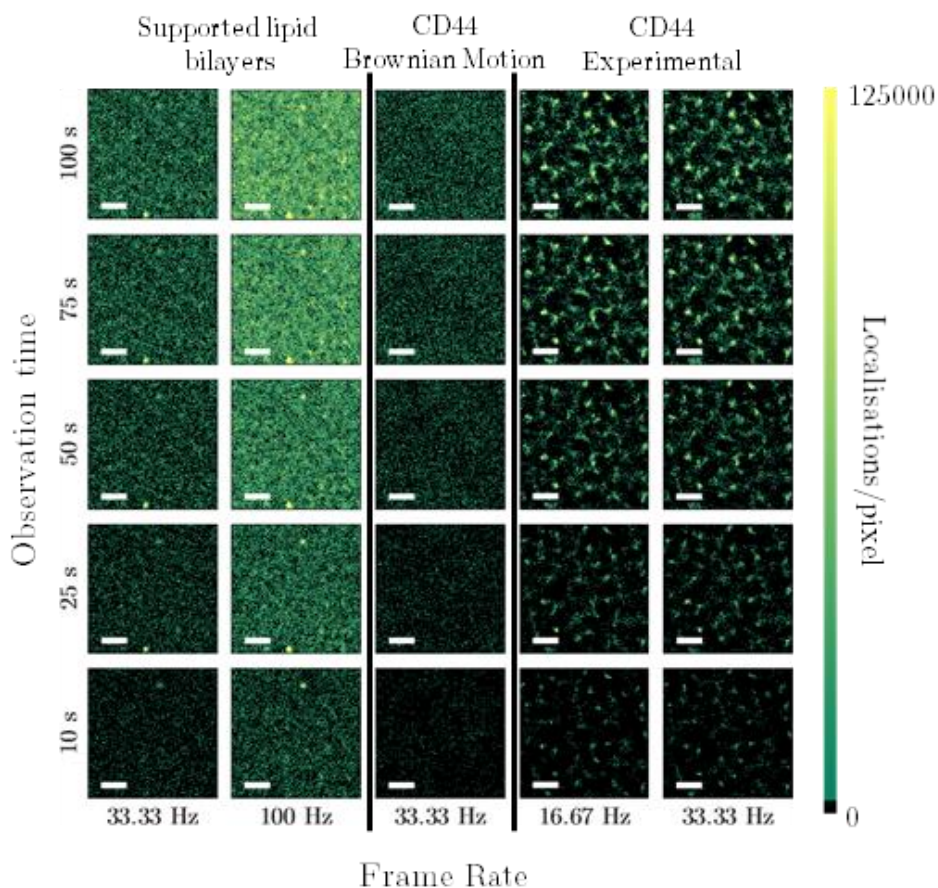 Supported lipid
bilayers
CD44
Brownian Motion
CD44
Experimental
125000
100 s
75 s
50 s
25 s
10 s
Observation time
Localisations/pixel
0
33.33 Hz
100 Hz
33.33 Hz
16.67 Hz
33.33 Hz
Frame Rate